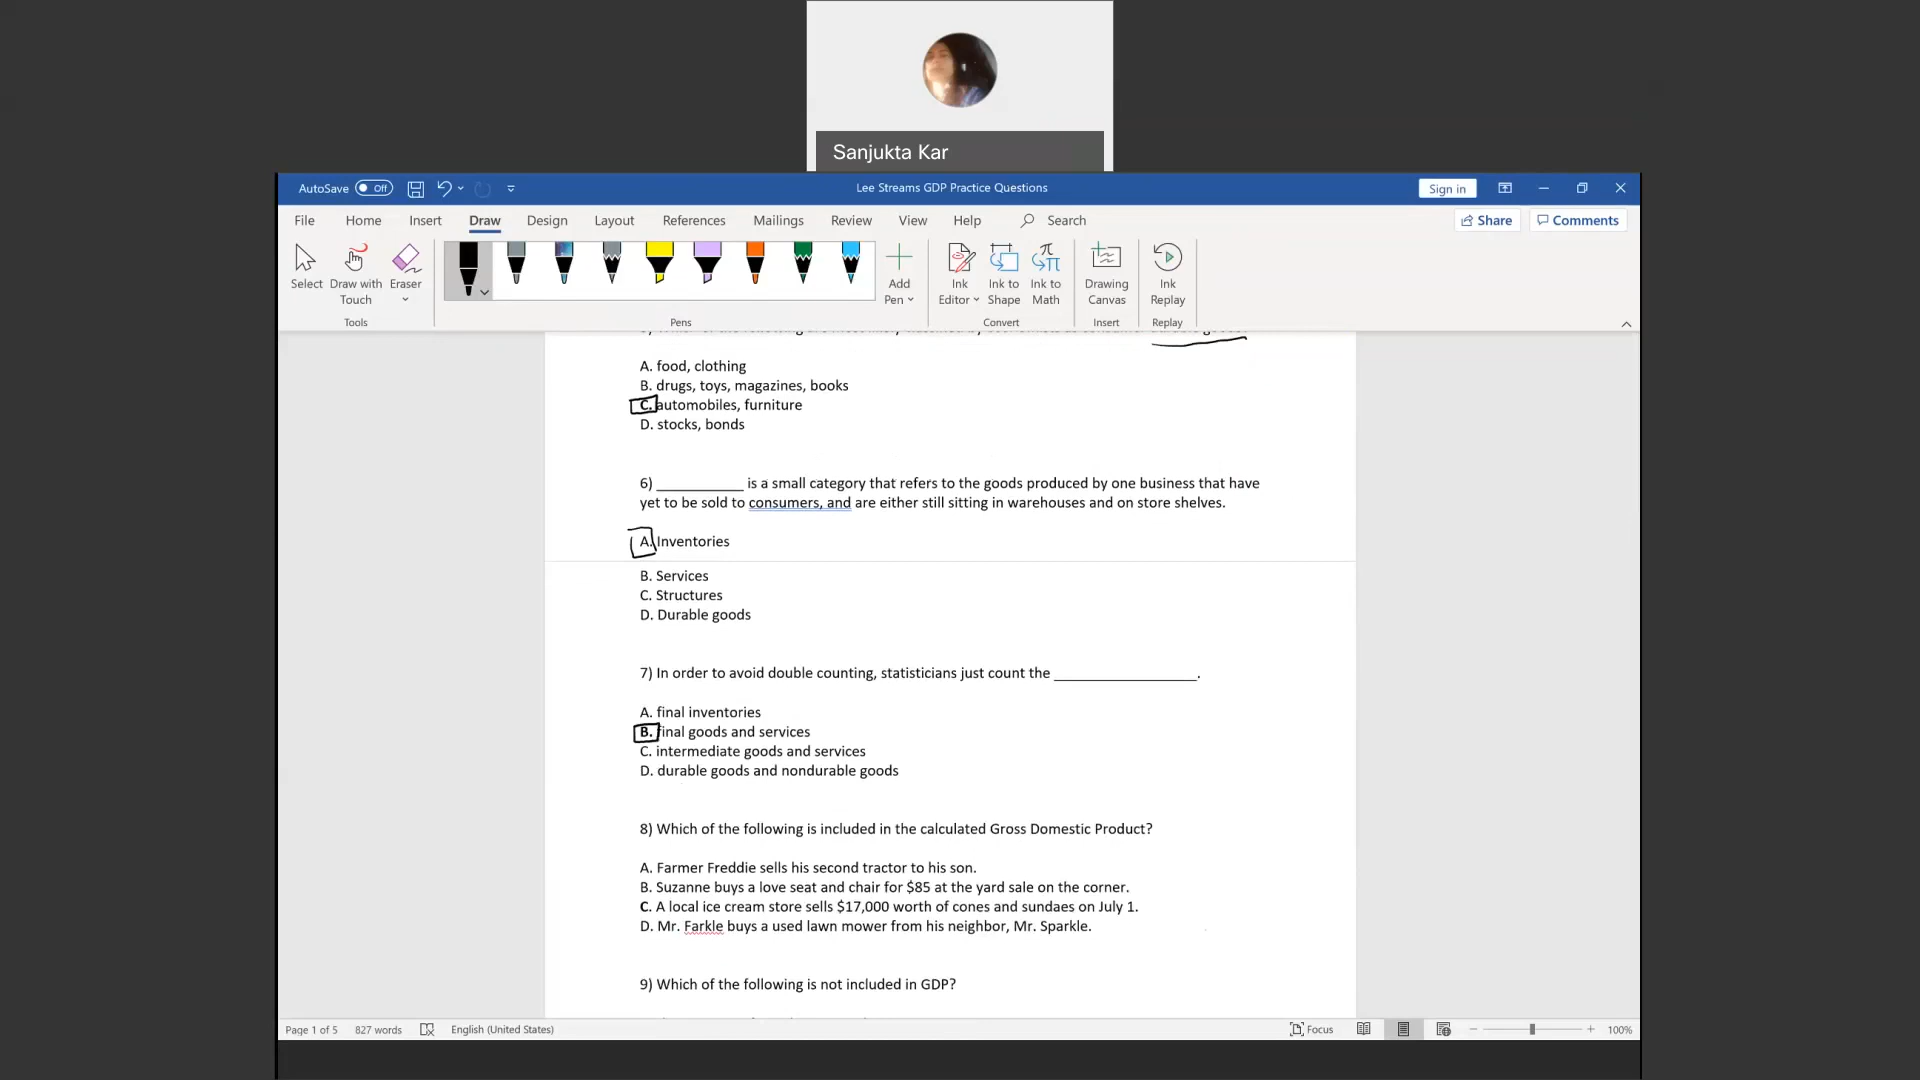 Sanjukta Kar
AutoSave Off
Lee Streams GDP Practice Questions
Sign in
File Home Insert Draw Design Layout References Mailings Review View Help Search
Share Comments
Select Draw with Touch Eraser
Add Pen
Ink Editor Ink to Shape Ink to Math
Drawing Canvas
Ink Replay
Tools Pens Convert Insert Replay
A. food, clothing
B. drugs, toys, magazines, books
C. automobiles, furniture
D. stocks, bonds
6) ____________ is a small category that refers to the goods produced by one business that have
yet to be sold to consumers, and are either still sitting in warehouses and on store shelves.
A. Inventories
B. Services
C. Structures
D. Durable goods
7) In order to avoid double counting, statisticians just count the ____________________.
A. final inventories
B. final goods and services
C. intermediate goods and services
D. durable goods and nondurable goods
8) Which of the following is included in the calculated Gross Domestic Product?
A. Farmer Freddie sells his second tractor to his son.
B. Suzanne buys a love seat and chair for $85 at the yard sale on the corner.
C. A local ice cream store sells $17,000 worth of cones and sundaes on July 1.
D. Mr. Farkle buys a used lawn mower from his neighbor, Mr. Sparkle.
9) Which of the following is not included in GDP?
Page 1 of 5 827 words English (United States) Focus 100%